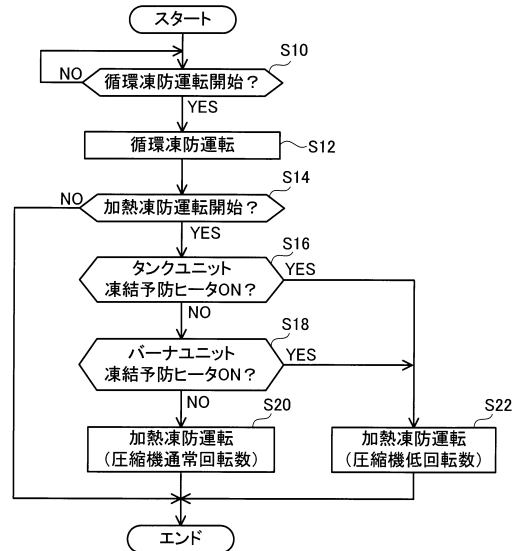 スタート
S10
NO
循環凍防運転開始？
YES
循環凍防運転
S12
S14
NO
加熱凍防運転開始？
YES
S16
タンクユニット
凍結予防ヒータON？
YES
NO
S18
バーナユニット
凍結予防ヒータON？
YES
NO
S20
加熱凍防運転
（圧縮機通常回転数）
S22
加熱凍防運転
（圧縮機低回転数）
エンド